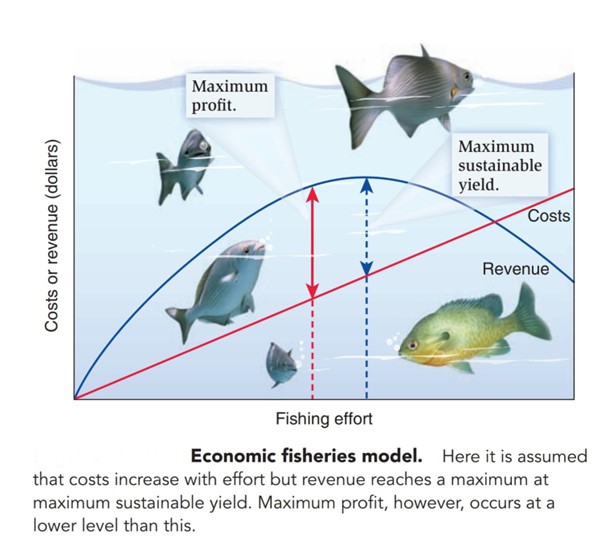 Maximum
profit.
Maximum
sustainable
yield.
Costs
Revenue
Costs or revenue (dollars)
Fishing effort
Economic fisheries model. Here it is assumed
that costs increase with effort but revenue reaches a maximum at
maximum sustainable yield. Maximum profit, however, occurs at a
lower level than this.